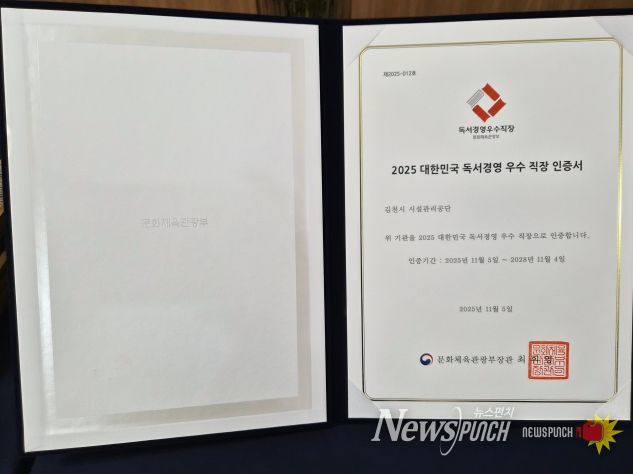 문화체육관광부
제2025-012호
독서경영우수직장
문화체육관광부
2025 대한민국 독서경영 우수 직장 인증서
김천시 시설관리공단
위 기관을 2025 대한민국 독서경영 우수 직장으로 인증합니다.
인증기간 : 2025년 11월 5일 ~ 2028년 11월 4일
2025년 11월 5일
문화체육관광부장관 최
뉴스펀치
NEWSPUNCH NEWSPUNCH